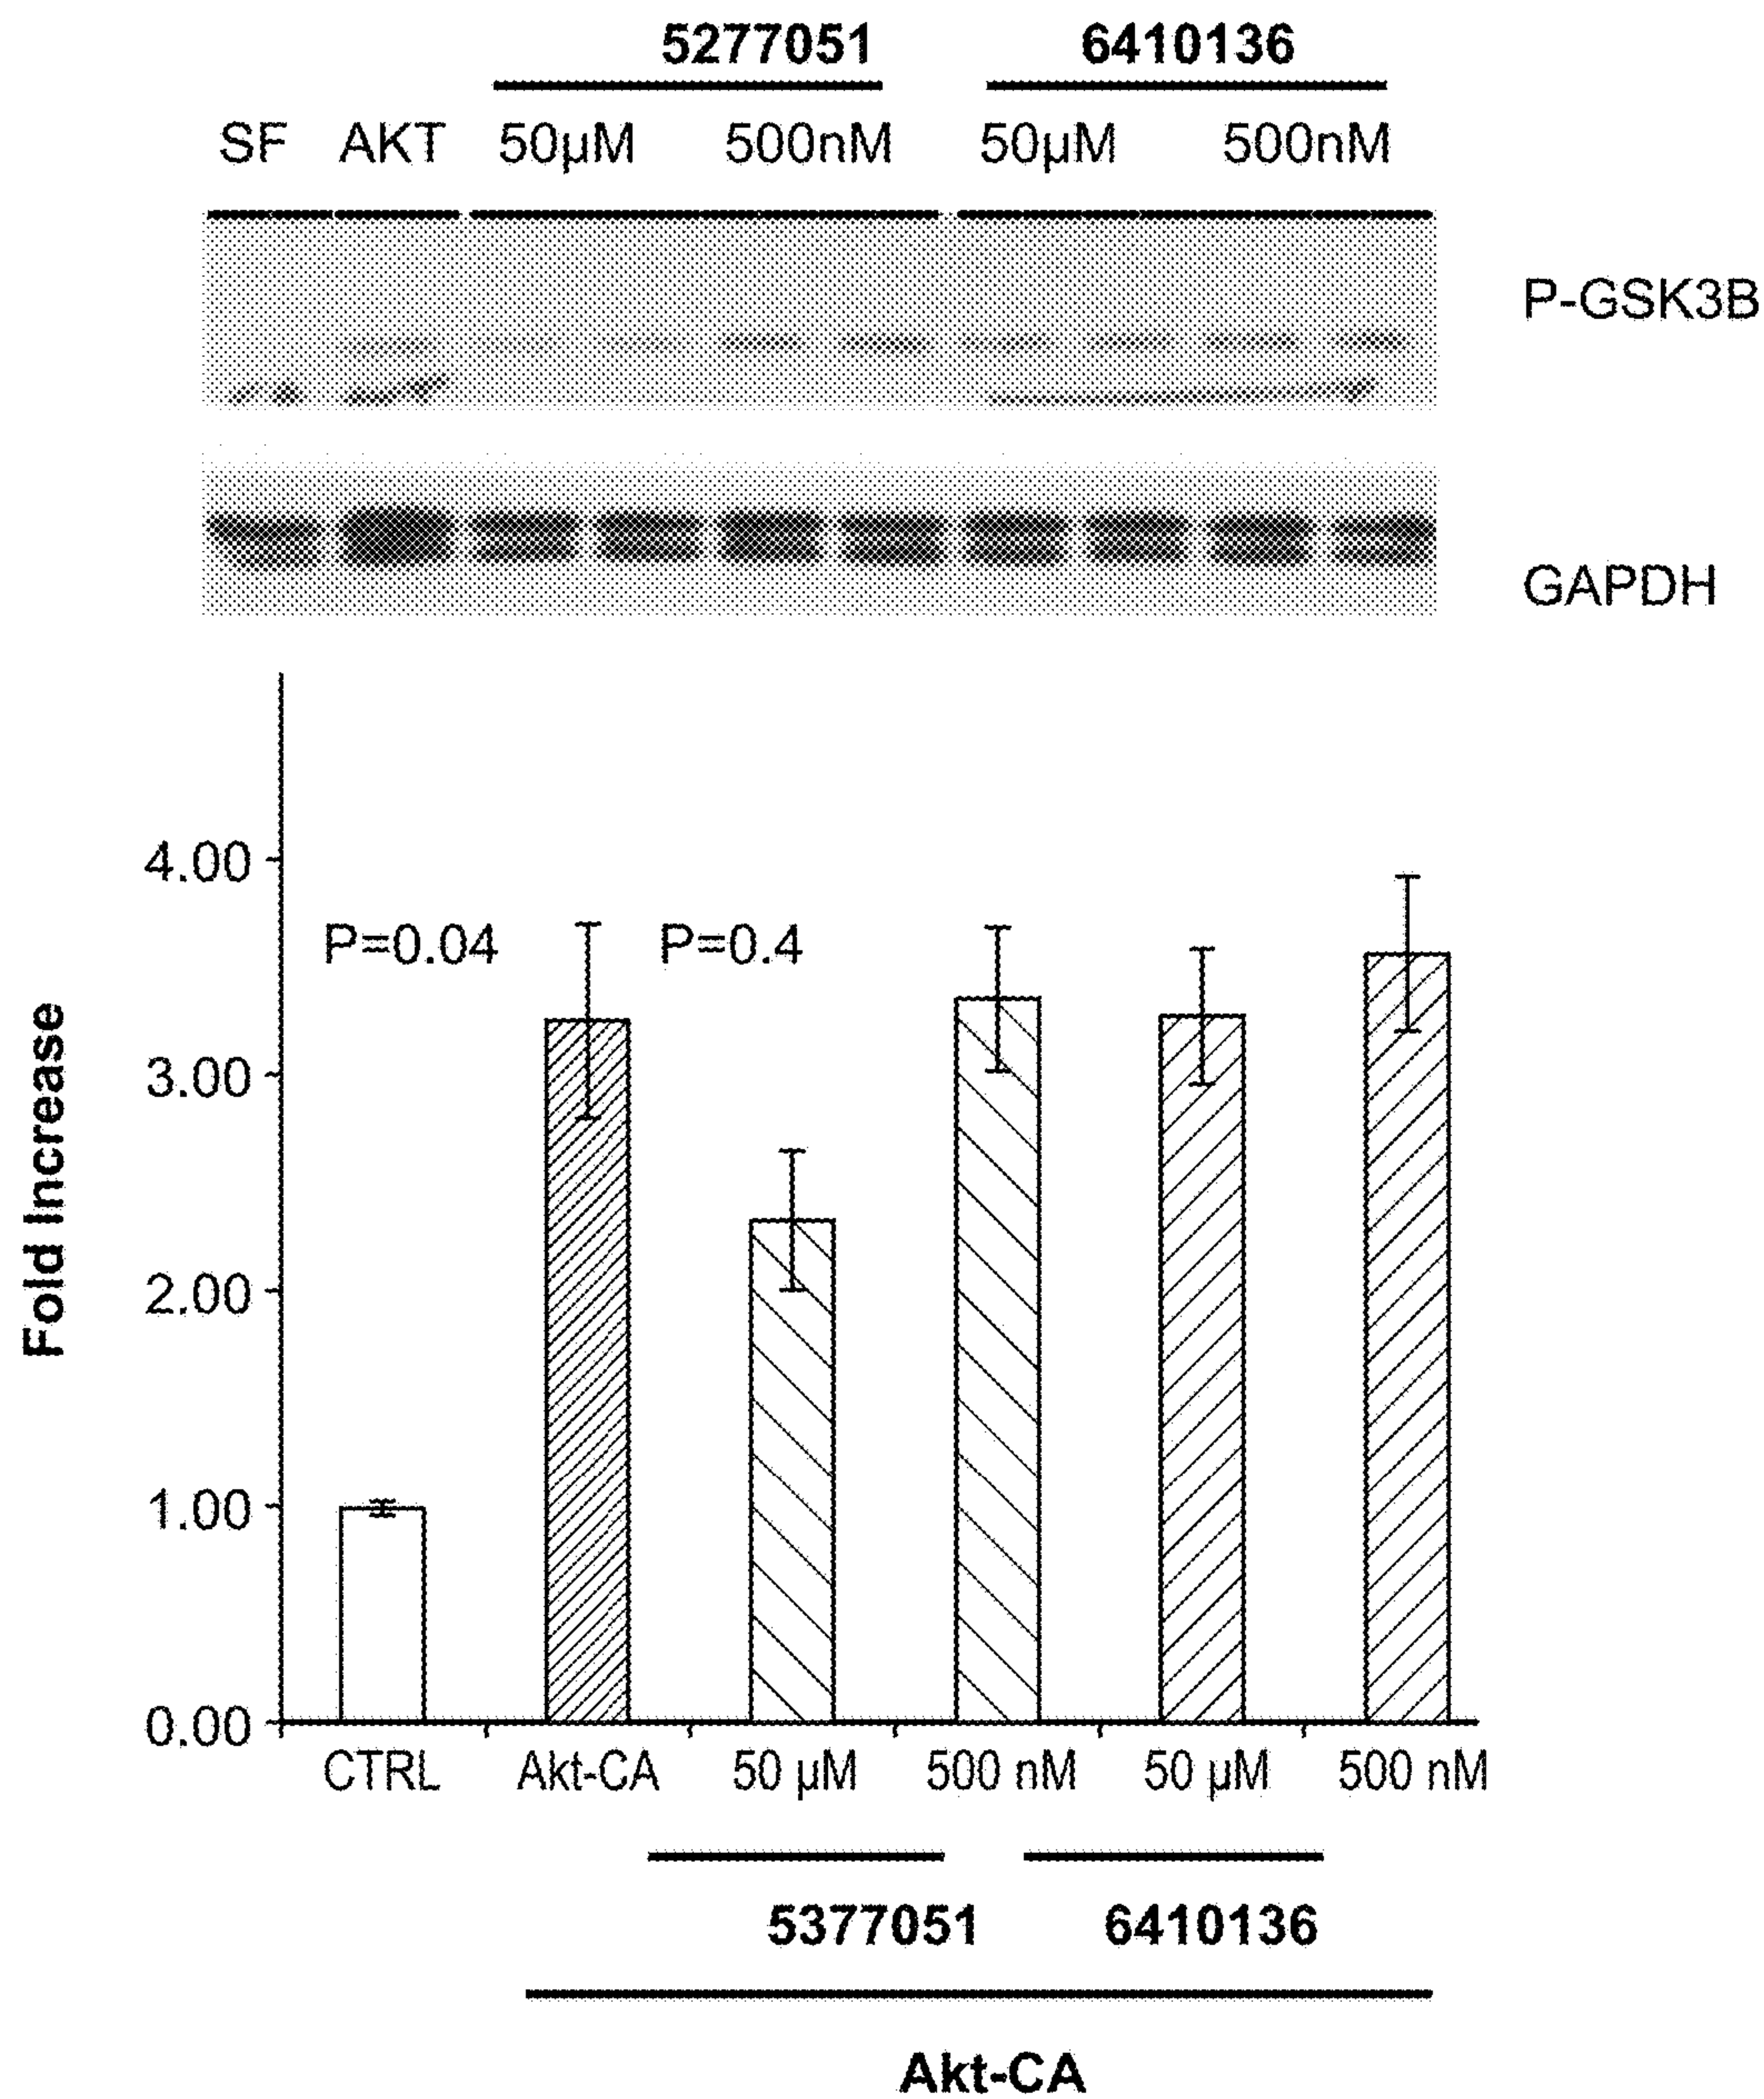 5277051 6410136
SF AKT 50µM 500nM 50µM 500nM
P-GSK3B
GAPDH
4.00
P=0.04 P=0.4
3.00
Fold Increase
2.00
1.00
0.00
CTRL Akt-CA 50 µM 500 nM 50 µM 500 nM
5377051 6410136
Akt-CA